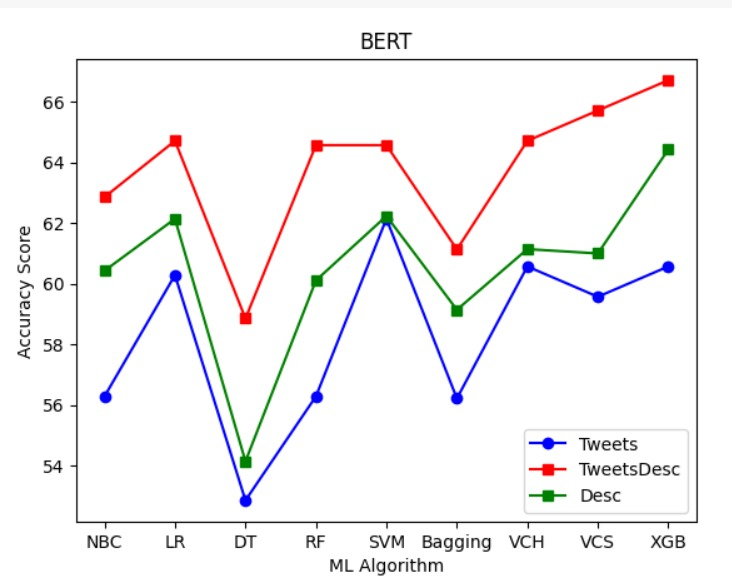 BERT
Accuracy Score
66
64
62
60
58
56
54
Tweets
TweetsDesc
Desc
NBC LR DT RF SVM Bagging VCH VCS XGB
ML Algorithm